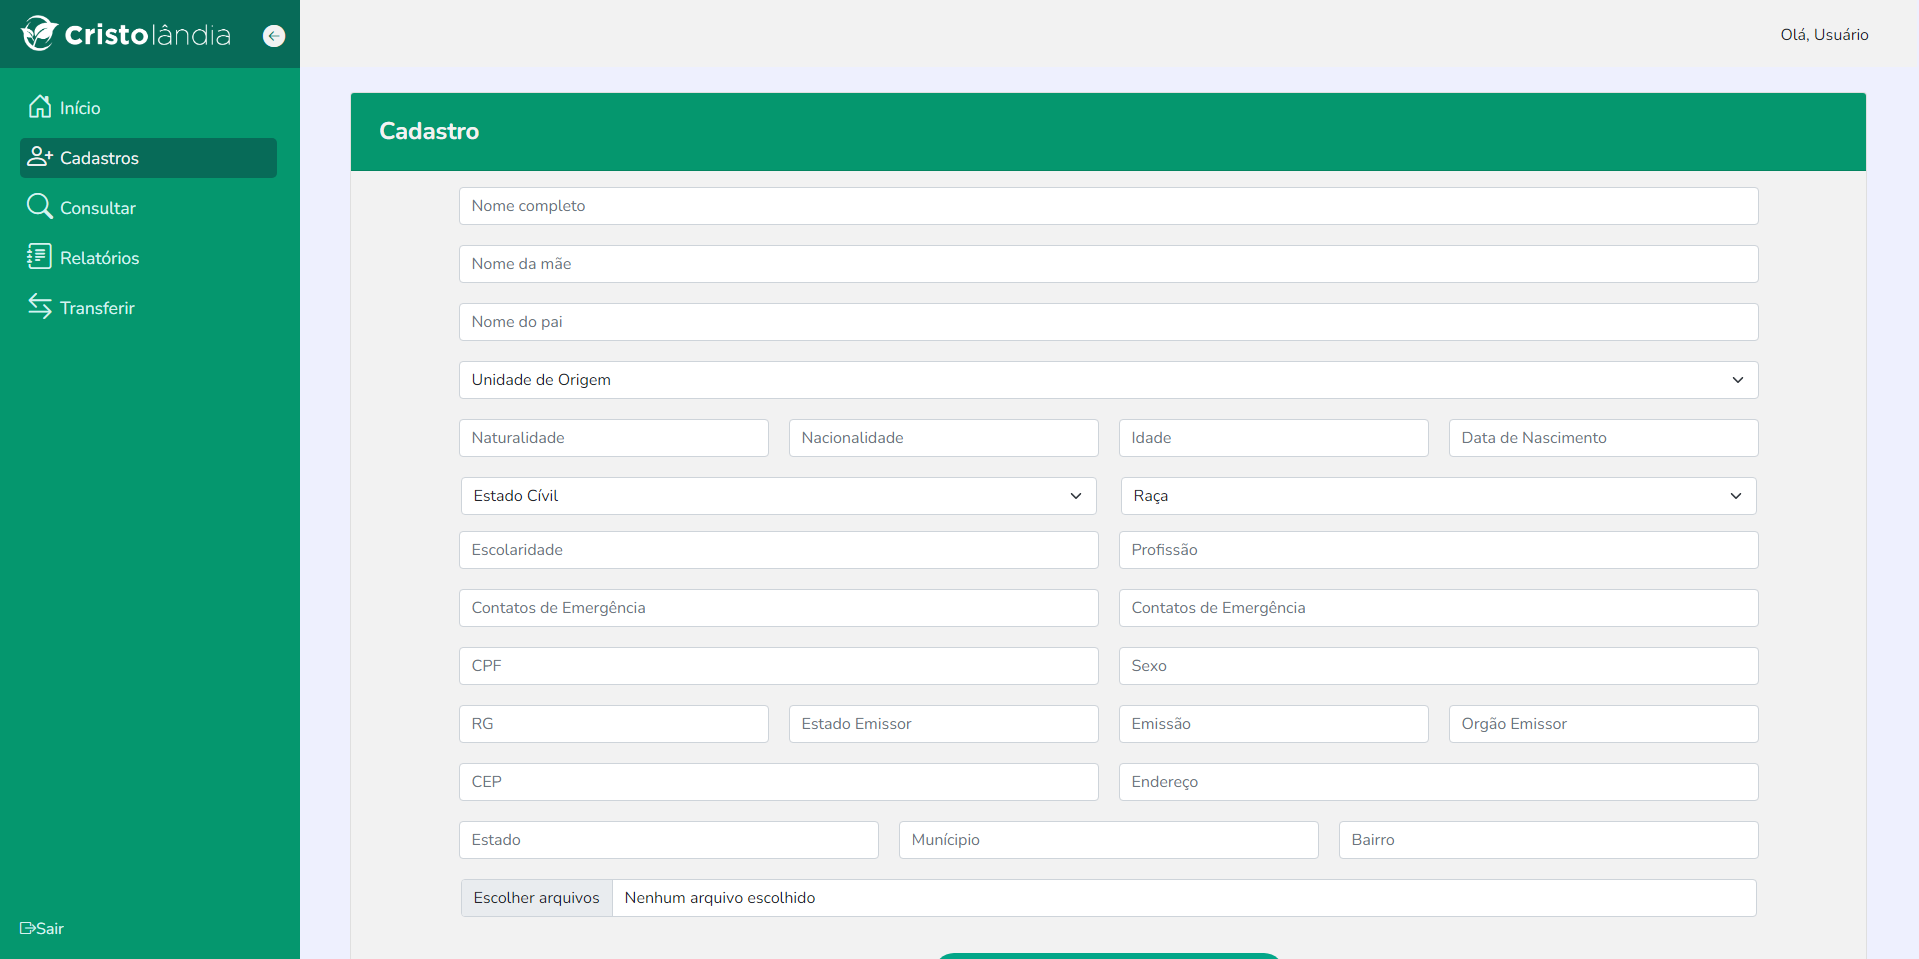 Cristolândia
Olá, Usuário
Início
Cadastros
Consultar
Relatórios
Transferir
Sair
Cadastro
Nome completo
Nome da mãe
Nome do pai
Unidade de Origem
Naturalidade Nacionalidade Idade Data de Nascimento
Estado Cívil Raça
Escolaridade Profissão
Contatos de Emergência Contatos de Emergência
CPF Sexo
RG Estado Emissor Emissão Orgão Emissor
CEP Endereço
Estado Munícipio Bairro
Escolher arquivos Nenhum arquivo escolhido